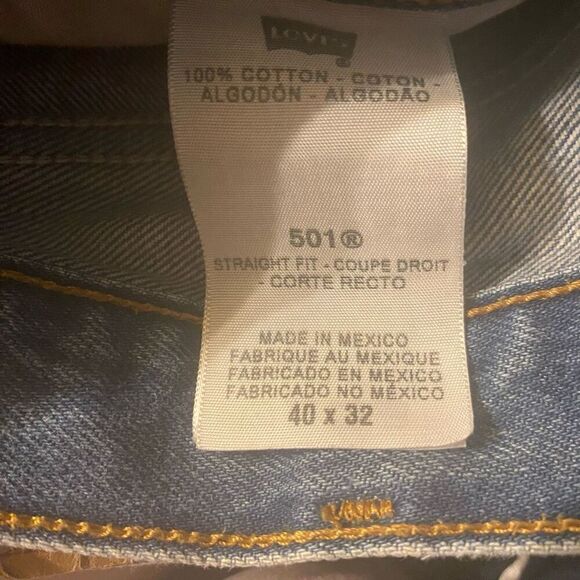 Levi's
100% COTTON - COTON -
ALGODÓN - ALGODÃO
501®
STRAIGHT FIT - COUPE DROIT
- CORTE RECTO
MADE IN MEXICO
FABRIQUE AU MEXIQUE
FABRICADO EN MEXICO
FABRICADO NO MÉXICO
40 x 32